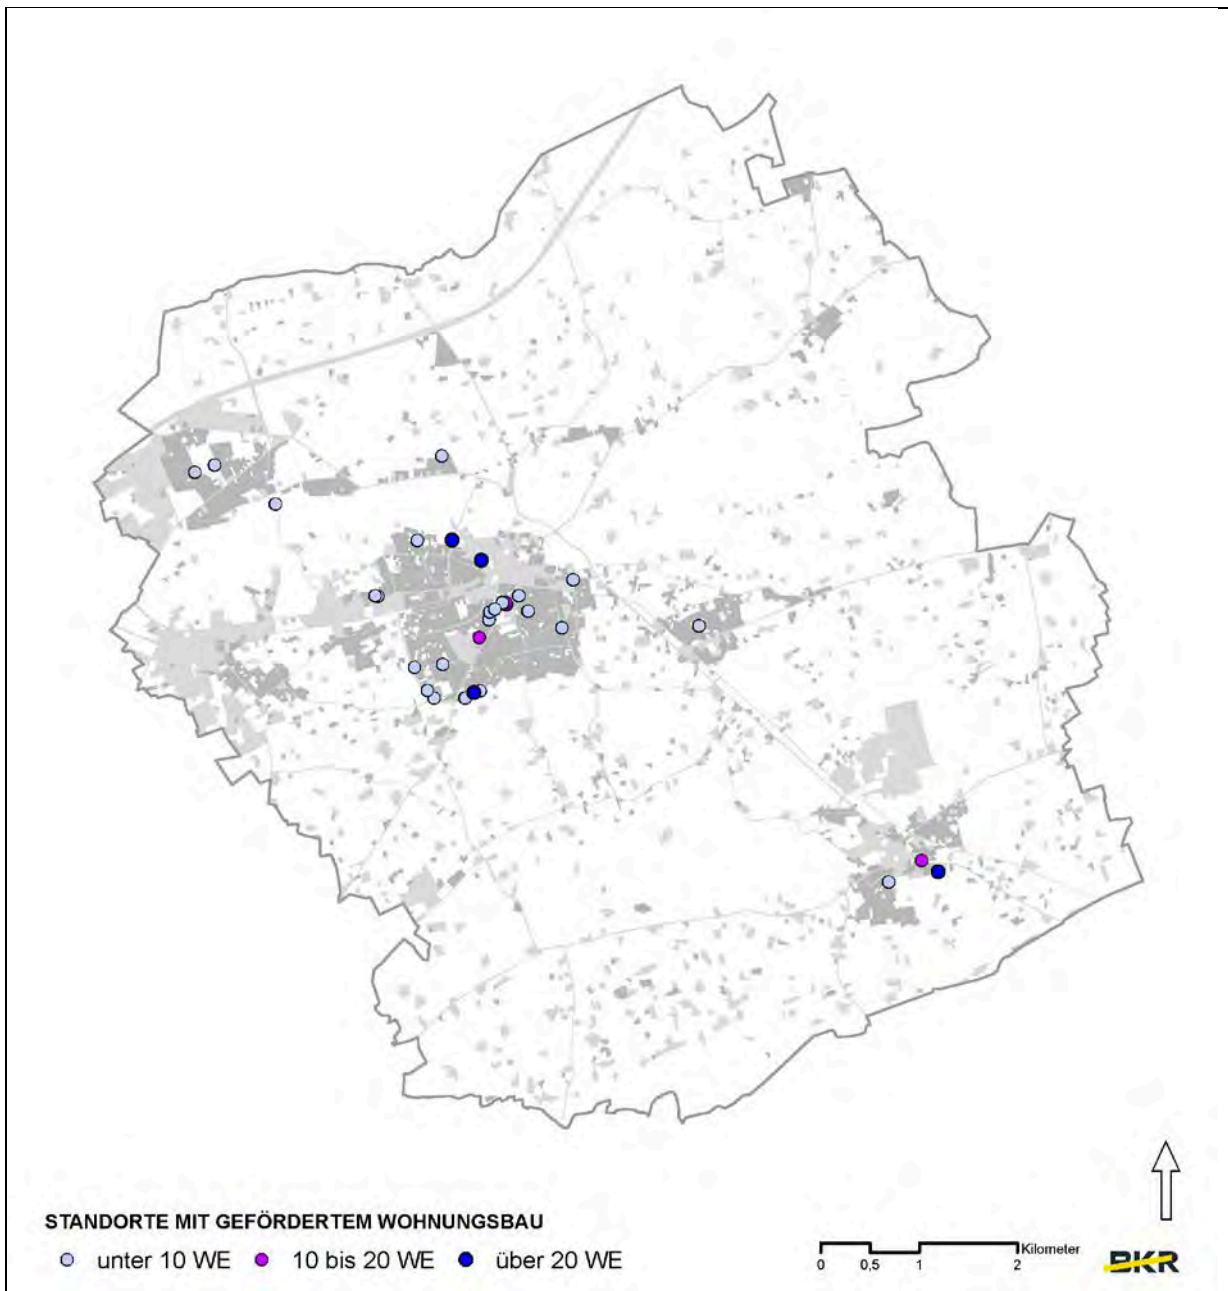 STANDORTE MIT GEFÖRDERTEM WOHNUNGSBAU
unter 10 WE 10 bis 20 WE über 20 WE
Kilometer
0 0,5 1 2
BKR